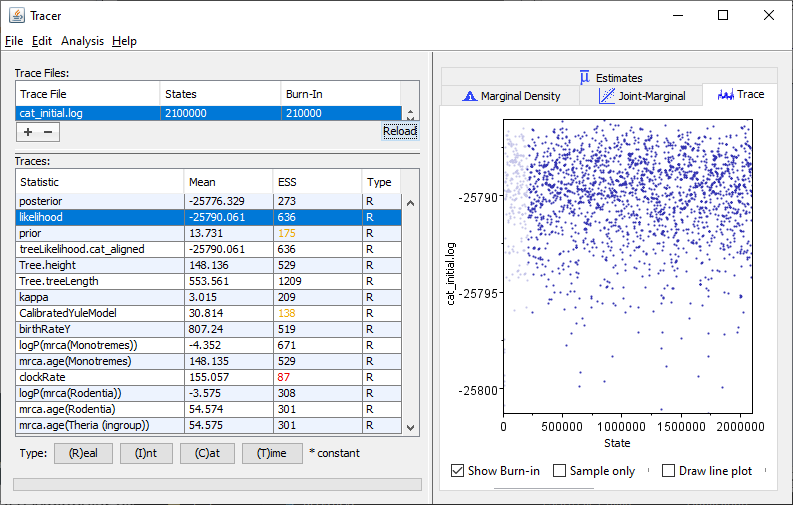 Tracer
File Edit Analysis Help
Trace Files:
Trace File States Burn-In
cat_initial.log 2100000 210000
+ −
Reload
Traces:
Statistic Mean ESS Type
posterior -25776.329 273 R
likelihood -25790.061 636 R
prior 13.731 175 R
treeLikelihood.cat_aligned -25790.061 636 R
Tree.height 148.136 529 R
Tree.treeLength 553.561 1209 R
kappa 3.015 209 R
CalibratedYuleModel 30.814 138 R
birthRateY 807.24 519 R
logP(mrca(Monotremes)) -4.352 671 R
mrca.age(Monotremes) 148.135 529 R
clockRate 155.057 87 R
logP(mrca(Rodentia)) -3.575 308 R
mrca.age(Rodentia) 54.574 301 R
mrca.age(Theria (ingroup)) 54.575 301 R
Type: (R)eal (I)nt (C)at (T)ime * constant
μ Estimates
Marginal Density Joint-Marginal Trace
-25790
-25795
-25800
cat_initial.log
0 500000 1000000 1500000 2000000
State
Show Burn-in Sample only Draw line plot